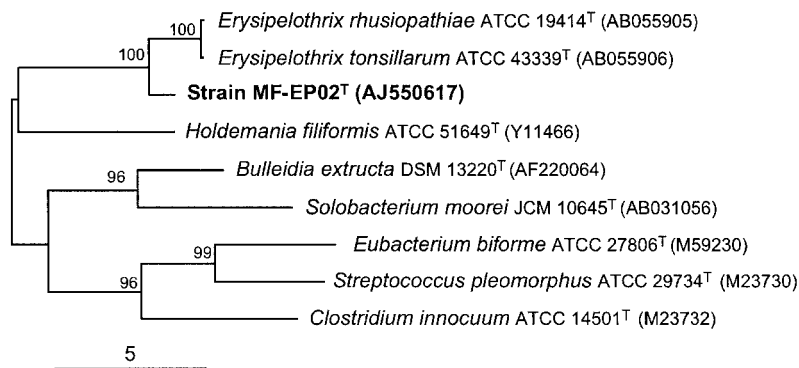 100
Erysipelothrix rhusiopathiae ATCC 19414ᵀ (AB055905)
100
Erysipelothrix tonsillarum ATCC 43339ᵀ (AB055906)
Strain MF-EP02ᵀ (AJ550617)
Holdemania filiformis ATCC 51649ᵀ (Y11466)
96
Bulleidia extructa DSM 13220ᵀ (AF220064)
Solobacterium moorei JCM 10645ᵀ (AB031056)
99
Eubacterium biforme ATCC 27806ᵀ (M59230)
96
Streptococcus pleomorphus ATCC 29734ᵀ (M23730)
Clostridium innocuum ATCC 14501ᵀ (M23732)
5